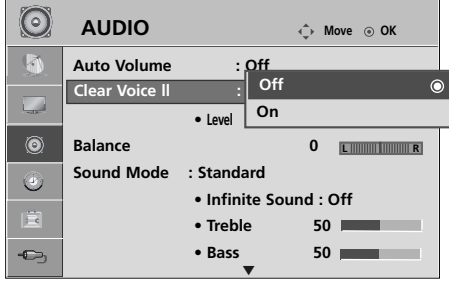 AUDIO Move OK
Auto Volume : Off
Clear Voice II :
Off
On
• Level
Balance 0 L R
Sound Mode : Standard
• Infinite Sound : Off
• Treble 50
• Bass 50